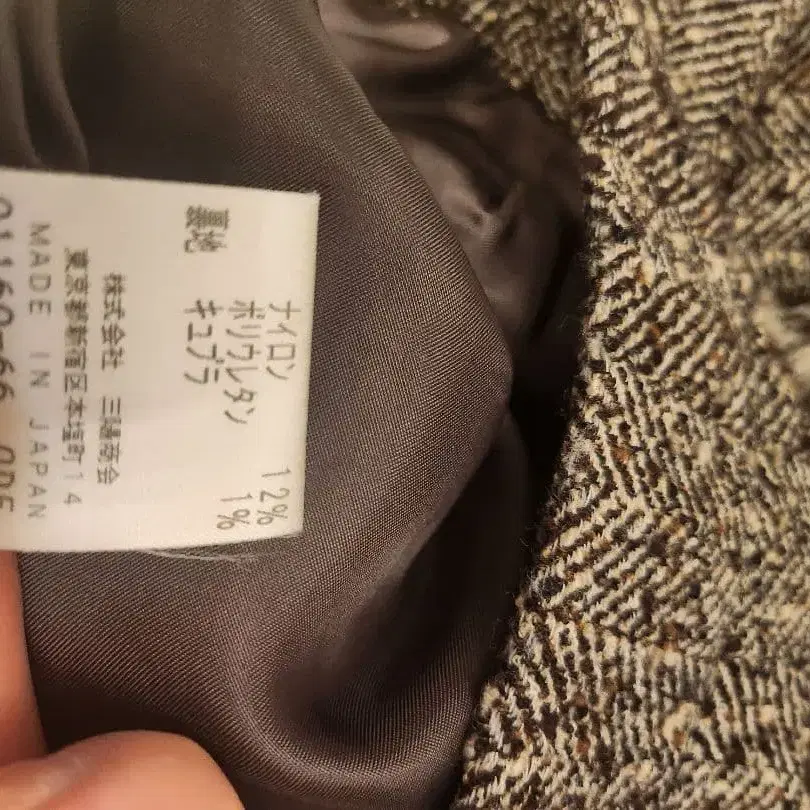 ナイロン 12%
ポリウレタン 1%
裏地 キュプラ
株式会社 三陽商会
東京都新宿区本塩町14
MADE IN JAPAN